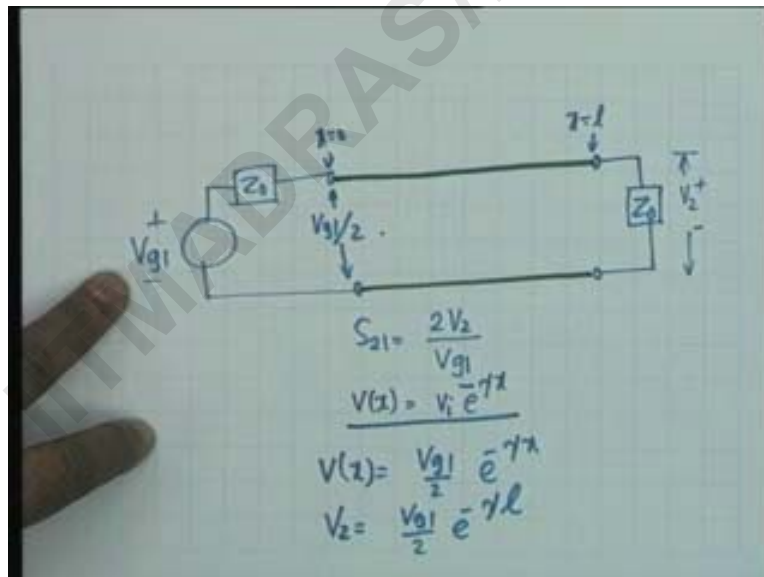 x=0
x=l
Z0
Z0
V2
+
-
+
Vg1
-
Vg1/2
S21 = 2V2/Vg1
V(x) = Vi e^-γx
V(x) = Vg1/2 e^-γx
V2 = Vg1/2 e^-γl